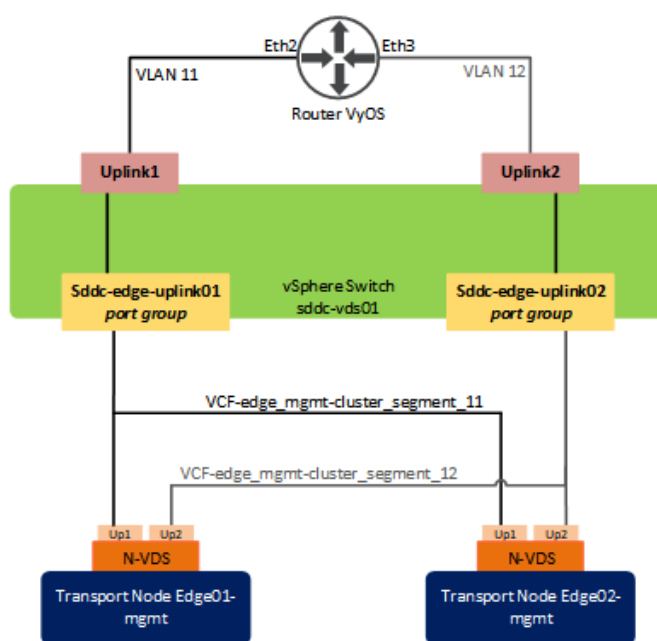 Eth2
Eth3
VLAN 11
VLAN 12
Router VyOS
Uplink1
Uplink2
Sddc-edge-uplink01
port group
vSphere Switch
sddc-vds01
Sddc-edge-uplink02
port group
VCF-edge_mgmt-cluster_segment_11
VCF-edge_mgmt-cluster_segment_12
Up1
Up2
Up1
Up2
N-VDS
N-VDS
Transport Node Edge01-
mgmt
Transport Node Edge02-
mgmt